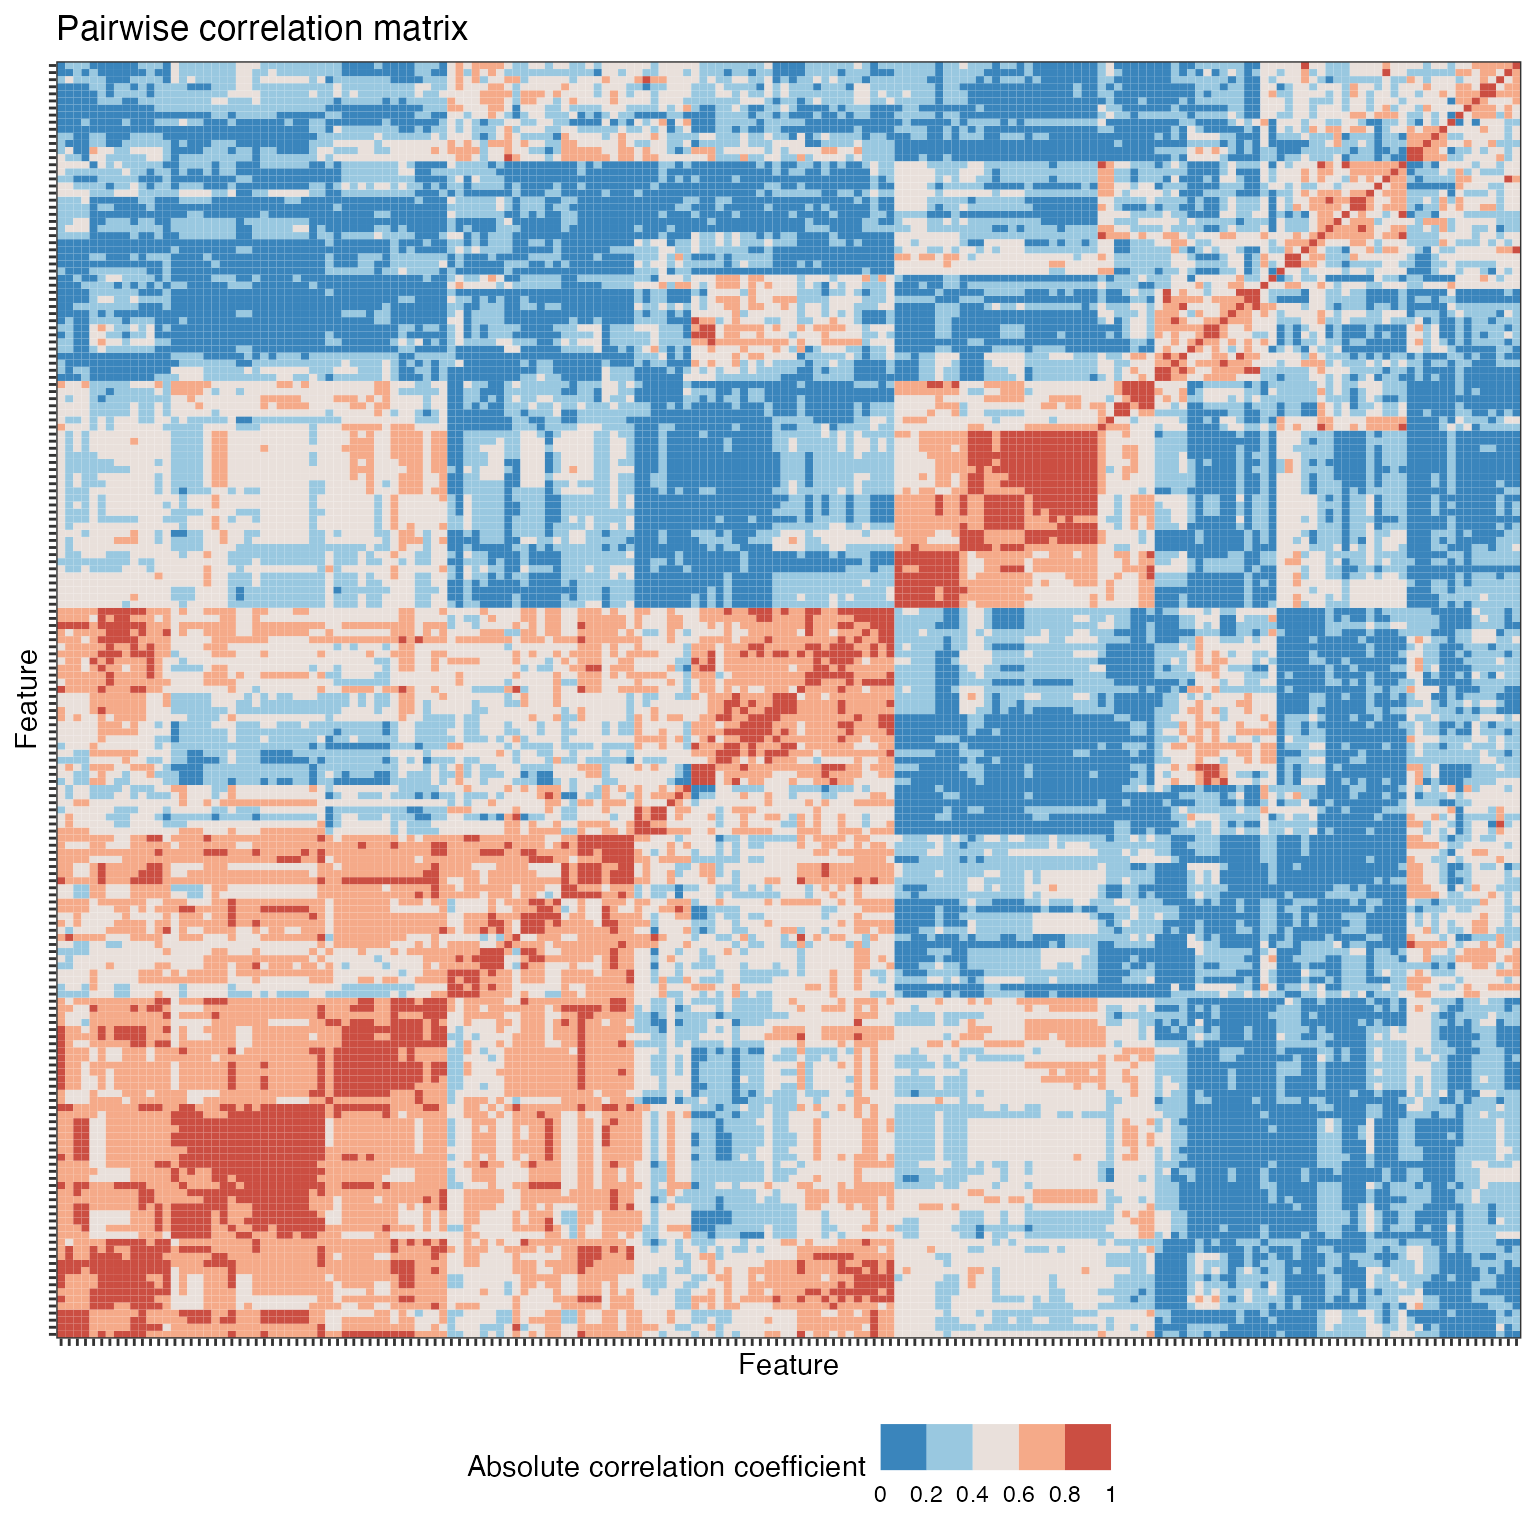 Pairwise correlation matrix
Feature
Feature
Absolute correlation coefficient
0 0.2 0.4 0.6 0.8 1